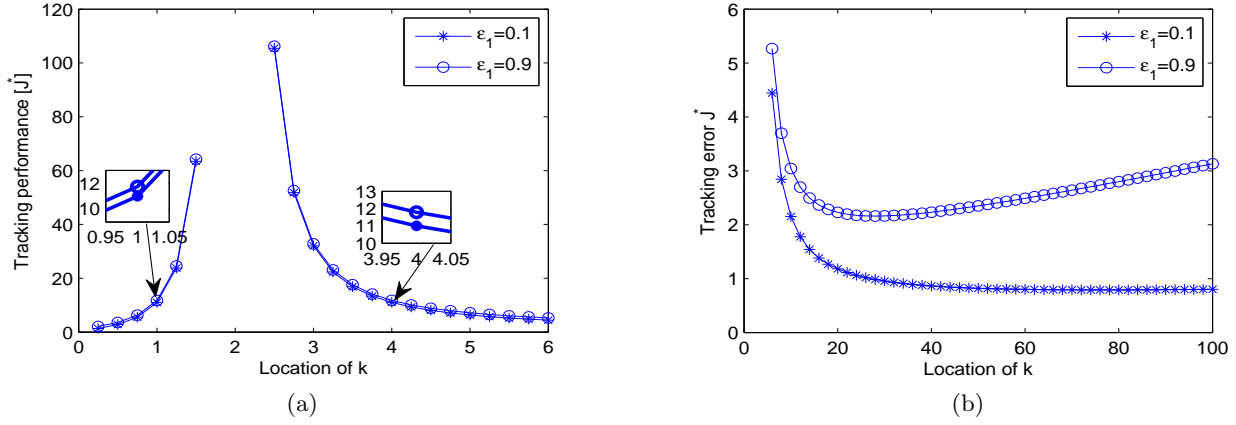 Tracking performance [J*]
120
100
80
60
40
20
0
0
1
2
3
4
5
6
Location of k
ε₁=0.1
ε₁=0.9
12
10
0.95 1 1.05
13
12
11
10
3.95 4 4.05
(a)
Tracking error J*
6
5
4
3
2
1
0
0
20
40
60
80
100
Location of k
ε₁=0.1
ε₁=0.9
(b)